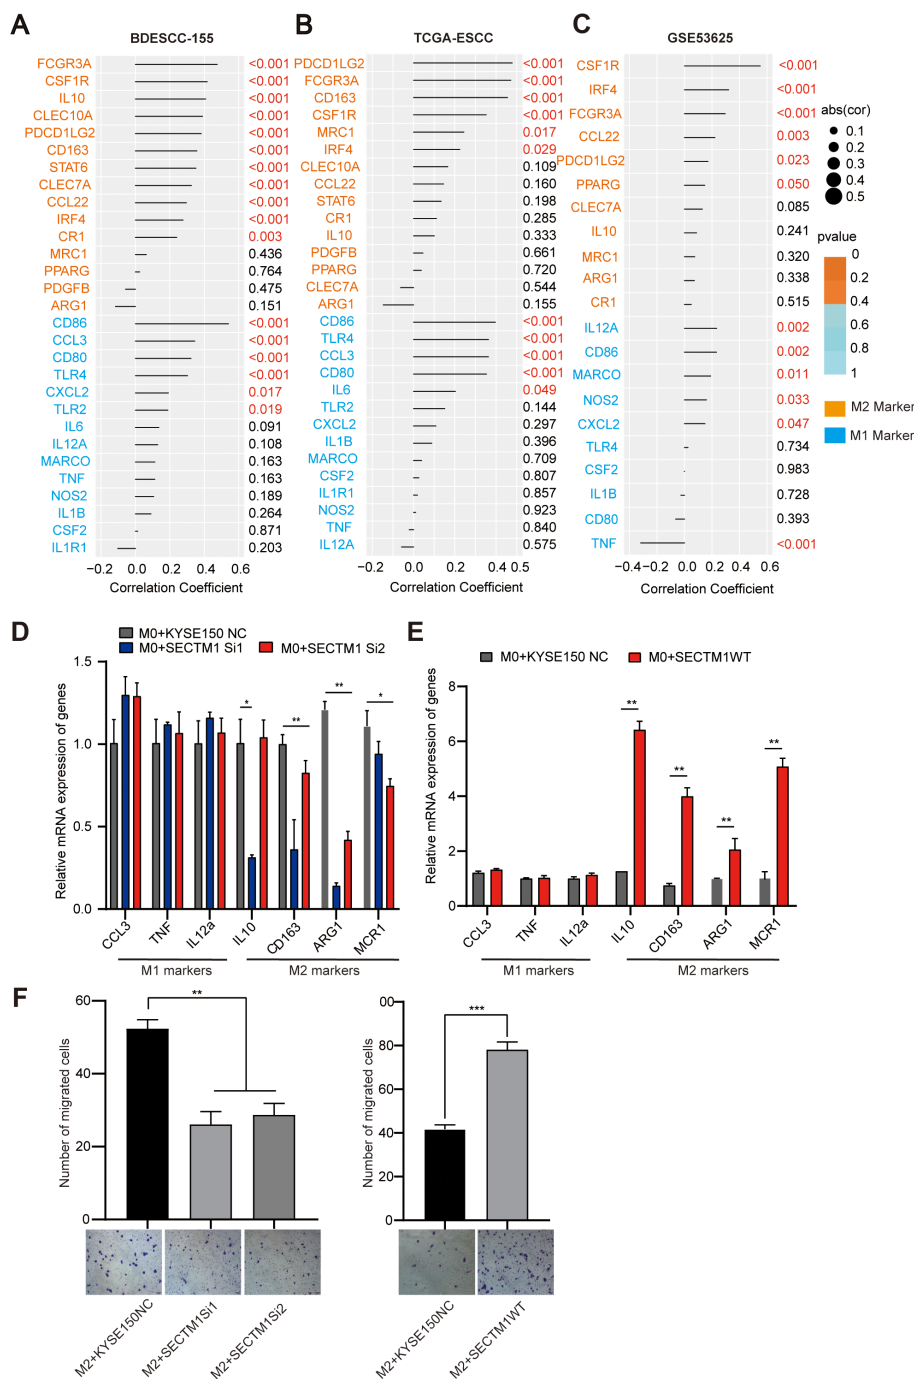 A
BDESCC-155
FCGR3A <0.001
CSF1R <0.001
IL10 <0.001
CLEC10A <0.001
PDCD1LG2 <0.001
CD163 <0.001
STAT6 <0.001
CLEC7A <0.001
CCL22 <0.001
IRF4 <0.001
CR1 0.003
MRC1 0.436
PPARG 0.764
PDGFB 0.475
ARG1 0.151
CD86 <0.001
CCL3 <0.001
CD80 <0.001
TLR4 <0.001
CXCL2 0.017
TLR2 0.019
IL6 0.091
IL12A 0.108
MARCO 0.163
TNF 0.163
NOS2 0.189
IL1B 0.264
CSF2 0.871
IL1R1 0.203
−0.2 0.0 0.2 0.4 0.6
Correlation Coefficient
B
TCGA-ESCC
PDCD1LG2 <0.001
FCGR3A <0.001
CD163 <0.001
CSF1R <0.001
MRC1 0.017
IRF4 0.029
CLEC10A 0.109
CCL22 0.160
STAT6 0.198
CR1 0.285
IL10 0.333
PDGFB 0.661
PPARG 0.720
CLEC7A 0.544
ARG1 0.155
CD86 <0.001
TLR4 <0.001
CCL3 <0.001
CD80 <0.001
IL6 0.049
TLR2 0.144
CXCL2 0.297
IL1B 0.396
MARCO 0.709
CSF2 0.807
IL1R1 0.857
NOS2 0.923
TNF 0.840
IL12A 0.575
−0.2 0.0 0.2 0.4 0.5
Correlation Coefficient
C
GSE53625
CSF1R <0.001
IRF4 <0.001
FCGR3A <0.001
CCL22 0.003
PDCD1LG2 0.023
PPARG 0.050
CLEC7A 0.085
IL10 0.241
MRC1 0.320
ARG1 0.338
CR1 0.515
IL12A 0.002
CD86 0.002
MARCO 0.011
NOS2 0.033
CXCL2 0.047
TLR4 0.734
CSF2 0.983
IL1B 0.728
CD80 0.393
TNF <0.001
−0.4 −0.2 0.0 0.2 0.4 0.6
Correlation Coefficient
abs(cor)
0.1
0.2
0.3
0.4
0.5
pvalue
0
0.2
0.4
0.6
0.8
1
M2 Marker
M1 Marker
D
M0+KYSE150 NC
M0+SECTM1 Si1 M0+SECTM1 Si2
Relative mRNA expression of genes
1.5
1.0
0.5
0.0
* ** ** *
CCL3 TNF IL12a IL10 CD163 ARG1 MCR1
M1 markers M2 markers
E
M0+KYSE150 NC M0+SECTM1WT
Relative mRNA expression of genes
8
6
4
2
0
** ** ** **
CCL3 TNF IL12a IL10 CD163 ARG1 MCR1
M1 markers M2 markers
F
Number of migrated cells
60
40
20
0
**
M2+KYSE150NC M2+SECTM1Si1 M2+SECTM1Si2
Number of migrated cells
00
80
60
40
20
0
***
M2+KYSE150NC M2+SECTM1WT